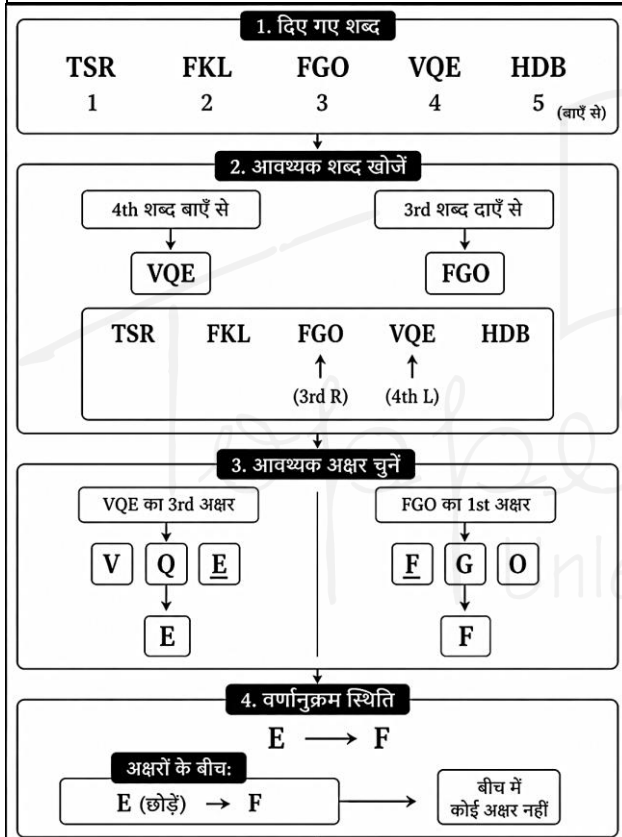 1. दिए गए शब्द
TSR FKL FGO VQE HDB
1 2 3 4 5 (बाएँ से)
2. आवथ्यक शब्द खोजें
4th शब्द बाएँ से 3rd शब्द दाएँ से
VQE FGO
TSR FKL FGO VQE HDB
(3rd R) (4th L)
3. आवथ्यक अक्षर चुनें
VQE का 3rd अक्षर FGO का 1st अक्षर
V Q E F G O
E F
4. वर्णानुक्रम स्थिति
E → F
अक्षरों के बीच:
E (छोड़ें) → F बीच में
कोई अक्षर नहीं